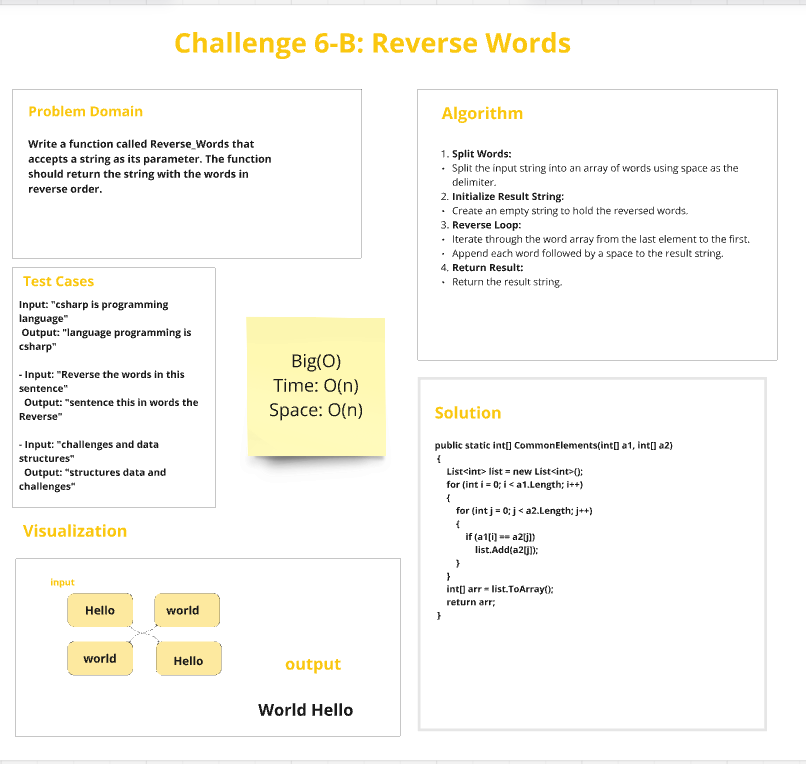 Challenge 6-B: Reverse Words
Problem Domain
Write a function called Reverse_Words that
accepts a string as its parameter. The function
should return the string with the words in
reverse order.
Test Cases
Input: "csharp is programming
language"
Output: "language programming is
csharp"
- Input: "Reverse the words in this
sentence"
Output: "sentence this in words the
Reverse"
- Input: "challenges and data
structures"
Output: "structures data and
challenges"
Big(O)
Time: O(n)
Space: O(n)
Visualization
input
Hello world
world Hello
output
World Hello
Algorithm
1. Split Words:
• Split the input string into an array of words using space as the
delimiter.
2. Initialize Result String:
• Create an empty string to hold the reversed words.
3. Reverse Loop:
• Iterate through the word array from the last element to the first.
• Append each word followed by a space to the result string.
4. Return Result:
• Return the result string.
Solution
public static int[] CommonElements(int[] a1, int[] a2)
{
List<int> list = new List<int>();
for (int i = 0; i < a1.Length; i++)
{
for (int j = 0; j < a2.Length; j++)
{
if (a1[i] == a2[j])
list.Add(a2[j]);
}
}
int[] arr = list.ToArray();
return arr;
}